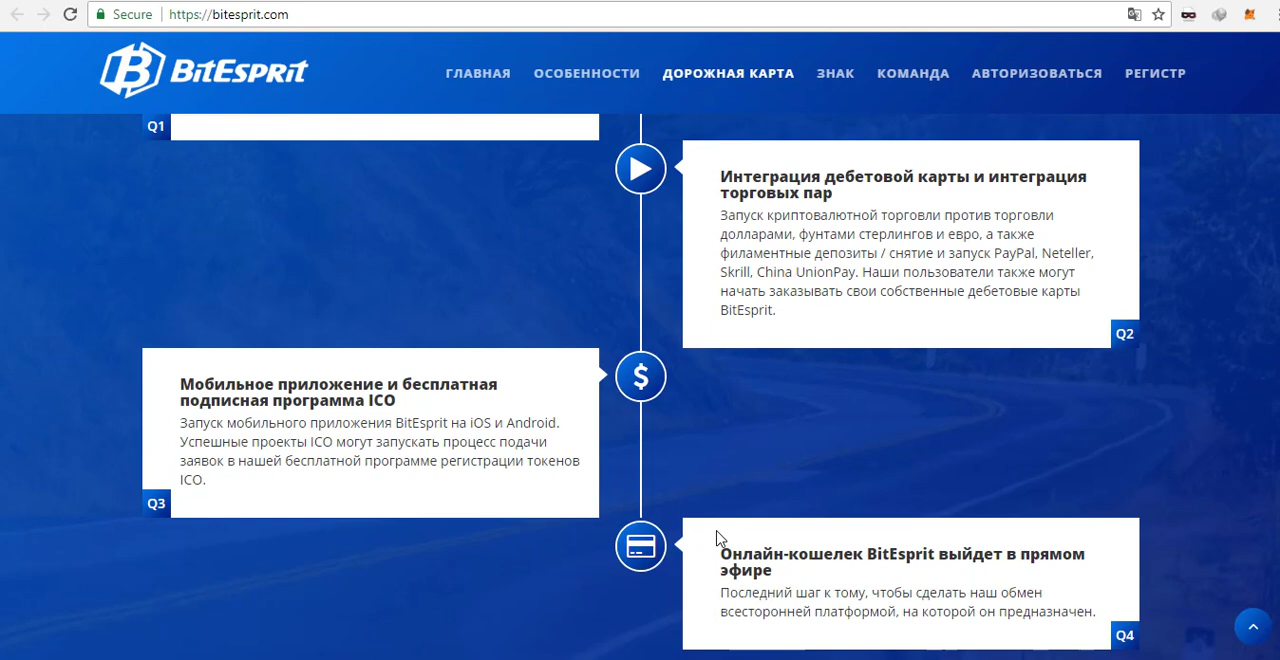 Secure
https://bitesprit.com
BitEsprit
ГЛАВНАЯ ОСОБЕННОСТИ ДОРОЖНАЯ КАРТА ЗНАК КОМАНДА АВТОРИЗОВАТЬСЯ РЕГИСТР
Q1
Интеграция дебетовой карты и интеграция
торговых пар
Запуск криптовалютной торговли против торговли
долларами, фунтами стерлингов и евро, а также
филаментные депозиты / снятие и запуск PayPal, Neteller,
Skrill, China UnionPay. Наши пользователи также могут
начать заказывать свои собственные дебетовые карты
BitEsprit.
Q2
Мобильное приложение и бесплатная
подписная программа ICO
Запуск мобильного приложения BitEsprit на iOS и Android.
Успешные проекты ICO могут запускать процесс подачи
заявок в нашей бесплатной программе регистрации токенов
ICO.
Q3
Онлайн-кошелек BitEsprit выйдет в прямом
эфире
Последний шаг к тому, чтобы сделать наш обмен
всесторонней платформой, на которой он предназначен.
Q4